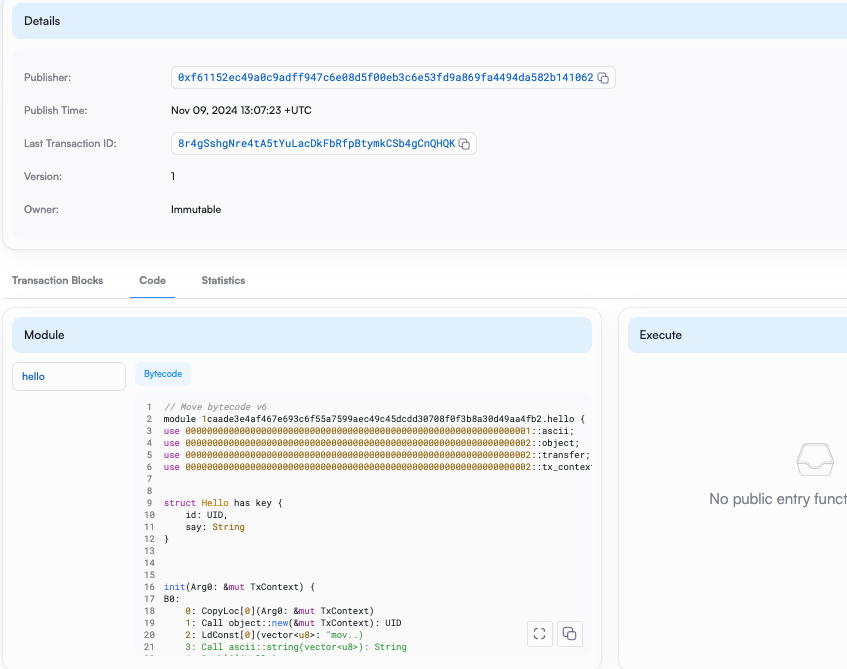 Details
Publisher: 0xf61152ec49a0c9adff947c6e08d5f00eb3c6e53fd9a869fa4494da582b141062
Publish Time: Nov 09, 2024 13:07:23 +UTC
Last Transaction ID: 8r4gSshgNre4tA5tYuLacDkFbRfpBtymkCSb4gCnQHQK
Version: 1
Owner: Immutable
Transaction Blocks Code Statistics
Module
hello
Bytecode
1 // Move bytecode v6
2 module 1caade3e4af467e693c6f55a7599aec49c45dcdd30708f0f3b8a30d49aa4fb2.hello {
3 use 0000000000000000000000000000000000000000000000000000000000000001::ascii;
4 use 0000000000000000000000000000000000000000000000000000000000000002::object;
5 use 0000000000000000000000000000000000000000000000000000000000000002::transfer;
6 use 0000000000000000000000000000000000000000000000000000000000000002::tx_contex
7
8
9 struct Hello has key {
10 id: UID,
11 say: String
12 }
13
14
15
16 init(Arg0: &mut TxContext) {
17 B0:
18 0: CopyLoc[0](Arg0: &mut TxContext)
19 1: Call object::new(&mut TxContext): UID
20 2: LdConst[0](vector<u8>: "mov..)
21 3: Call ascii::string(vector<u8>): String
Execute
No public entry funct